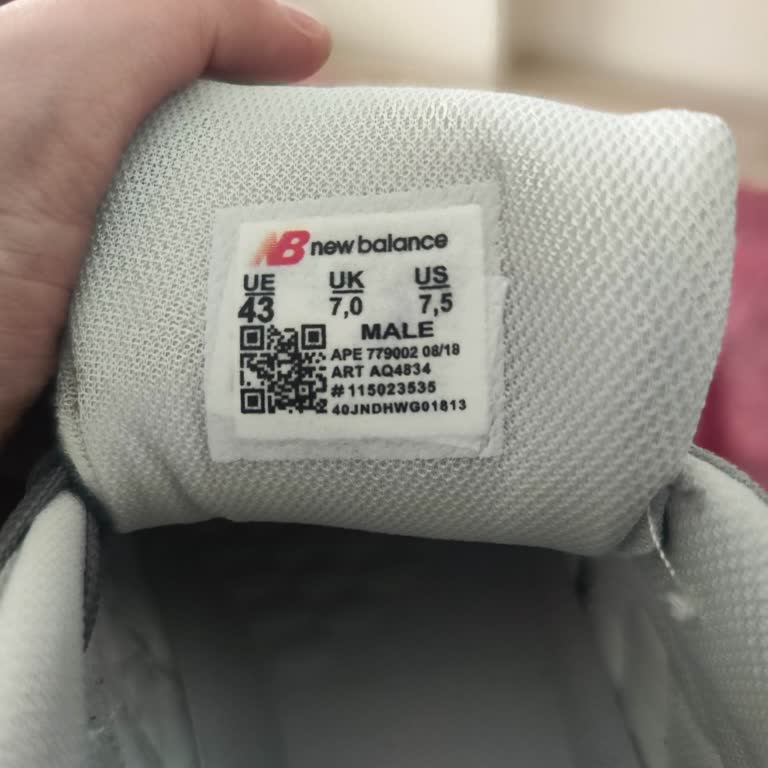 NB new balance
UE UK US
43 7,0 7,5
MALE
APE 779002 08/18
ART AQ4834
#115023535
40JNDHWG01813